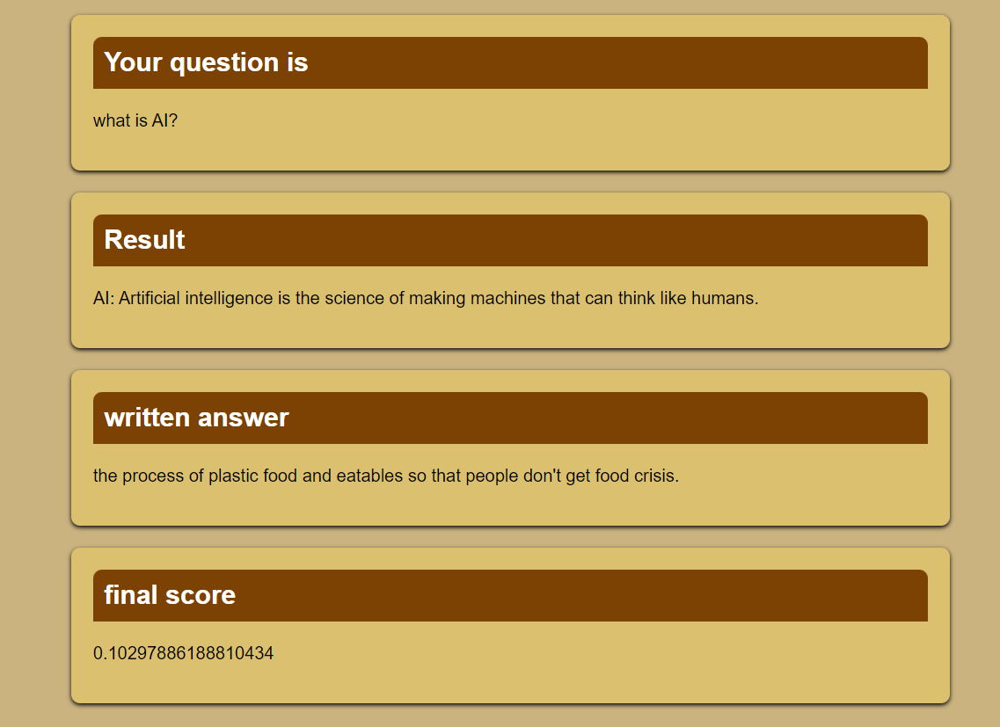 Your question is
what is AI?
Result
AI: Artificial intelligence is the science of making machines that can think like humans.
written answer
the process of plastic food and eatables so that people don't get food crisis.
final score
0.10297886188810434